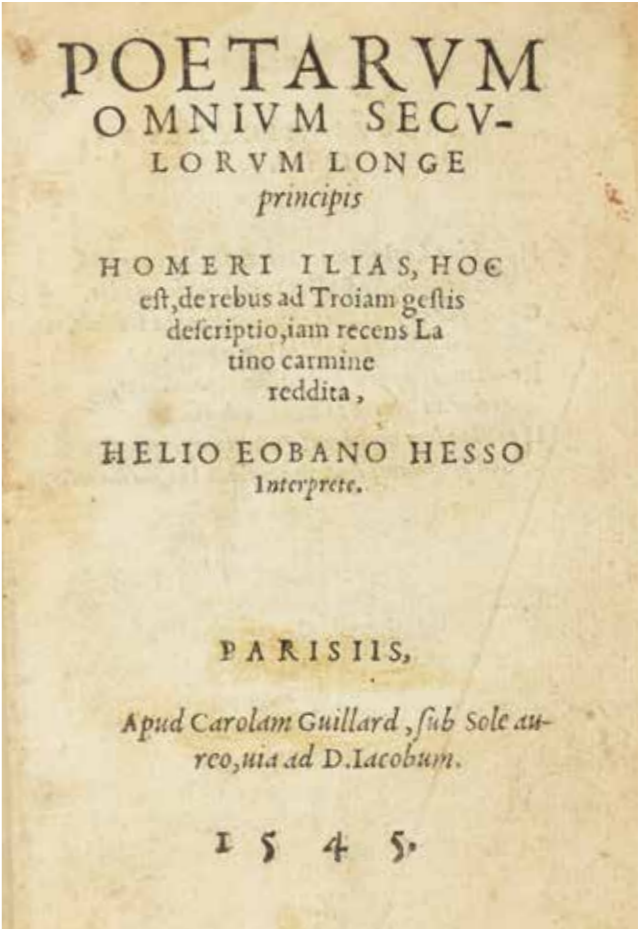 POETARVM
OMNIVM SECV-
LORVM LONGE
principis
HOMERI ILIAS, HOC
eſt, de rebus ad Troiam geſtis
deſcriptio, iam recens La
tino carmine
reddita,
HELIO EOBANO HESSO
Interprete.
PARISIIS,
Apud Carolam Guillard, ſub Sole au-
reo, uia ad D. Iacobum.
1545.